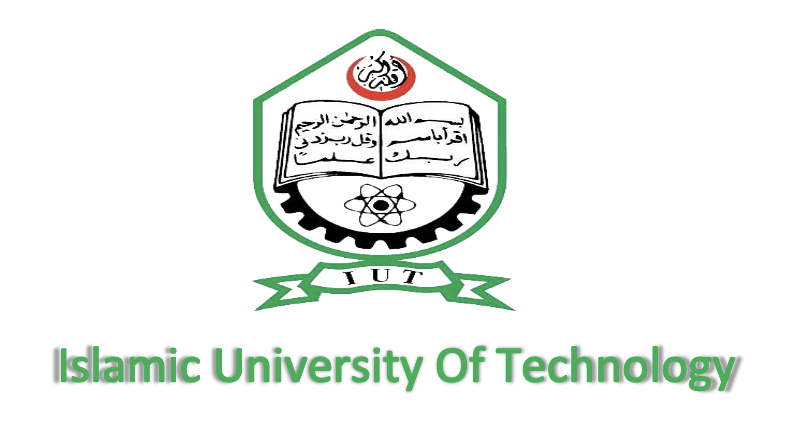 بسم الله الرحمن الرحيم
اقرأ باسم وقل رب زدني
ربك علماً
IUT
Islamic University Of Technology